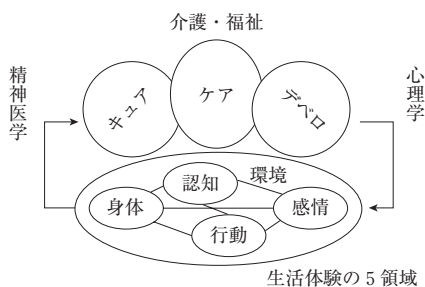 介護・福祉
精神医学
キュア
ケア
デベロ
心理学
環境
認知
身体
感情
行動
生活体験の5領域